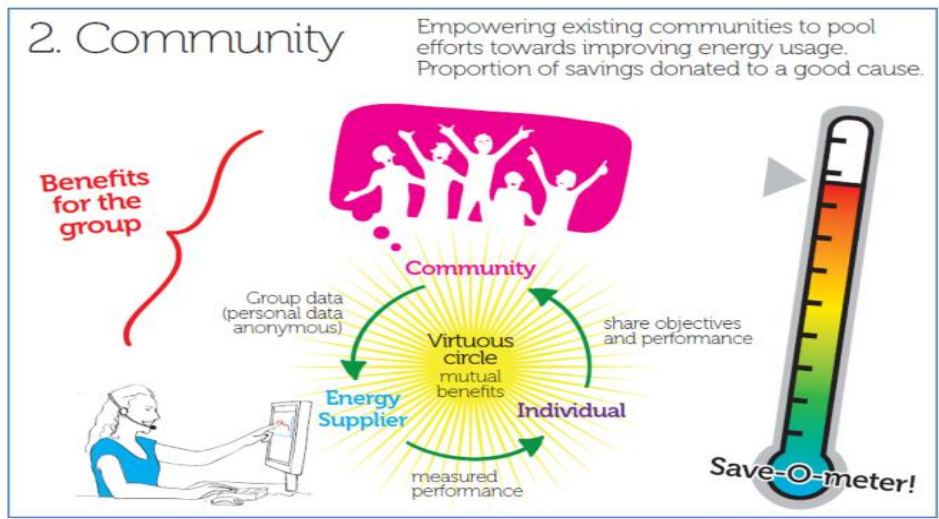 2. Community
Empowering existing communities to pool
efforts towards improving energy usage.
Proportion of savings donated to a good cause.
Benefits
for the
group
Community
Group data
(personal data
anonymous)
Virtuous
circle
mutual
benefits
share objectives
and performance
Energy
Supplier
Individual
measured
performance
Save-O-meter!